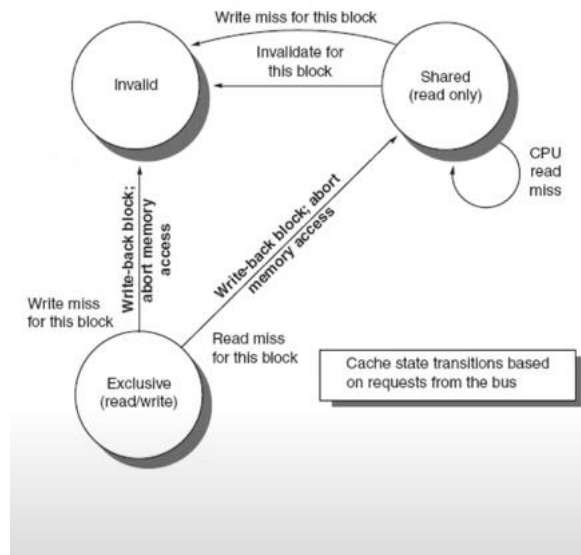 Write miss for this block
Invalidate for
this block
Invalid
Shared
(read only)
CPU
read
miss
Write-back block;
abort memory
access
Write-back block; abort
memory access
Write miss
for this block
Read miss
for this block
Exclusive
(read/write)
Cache state transitions based
on requests from the bus